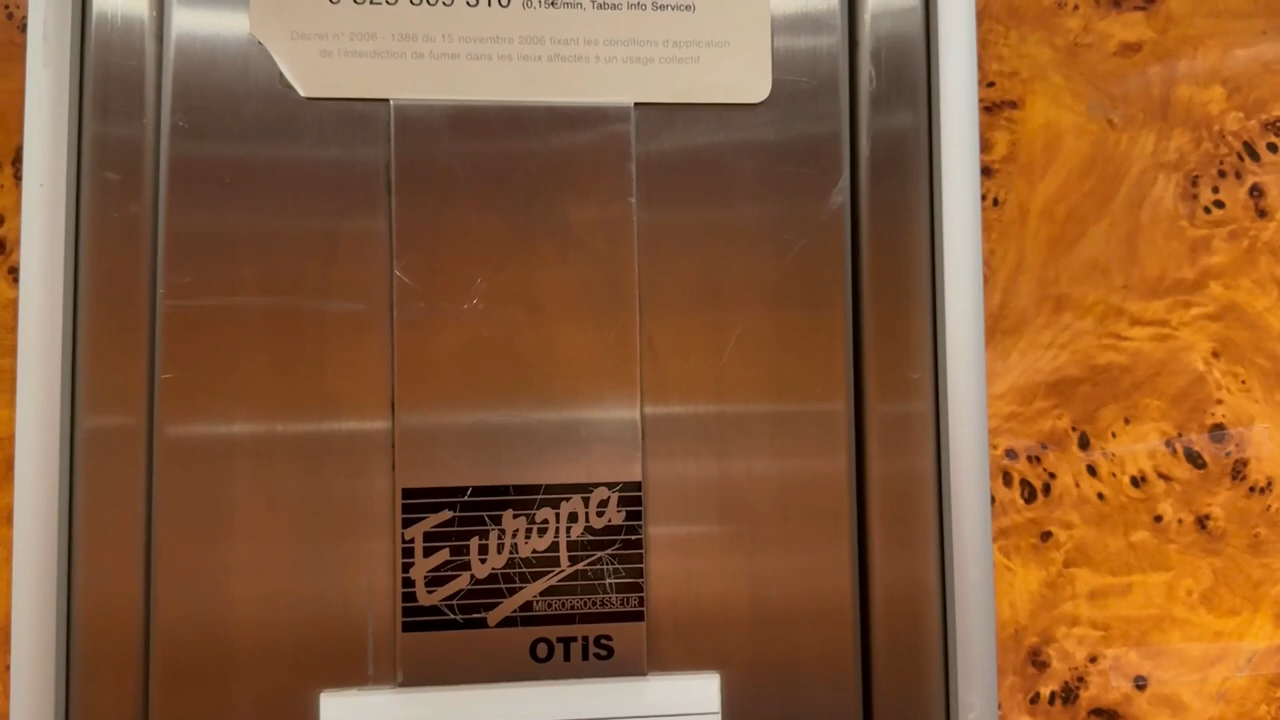 (0,15€/min, Tabac Info Service)
Décret n° 2006 - 1386 du 15 novembre 2006 fixant les conditions d'application
de l'interdiction de fumer dans les lieux affectés à un usage collectif
Europa
MICROPROCESSEUR
OTIS